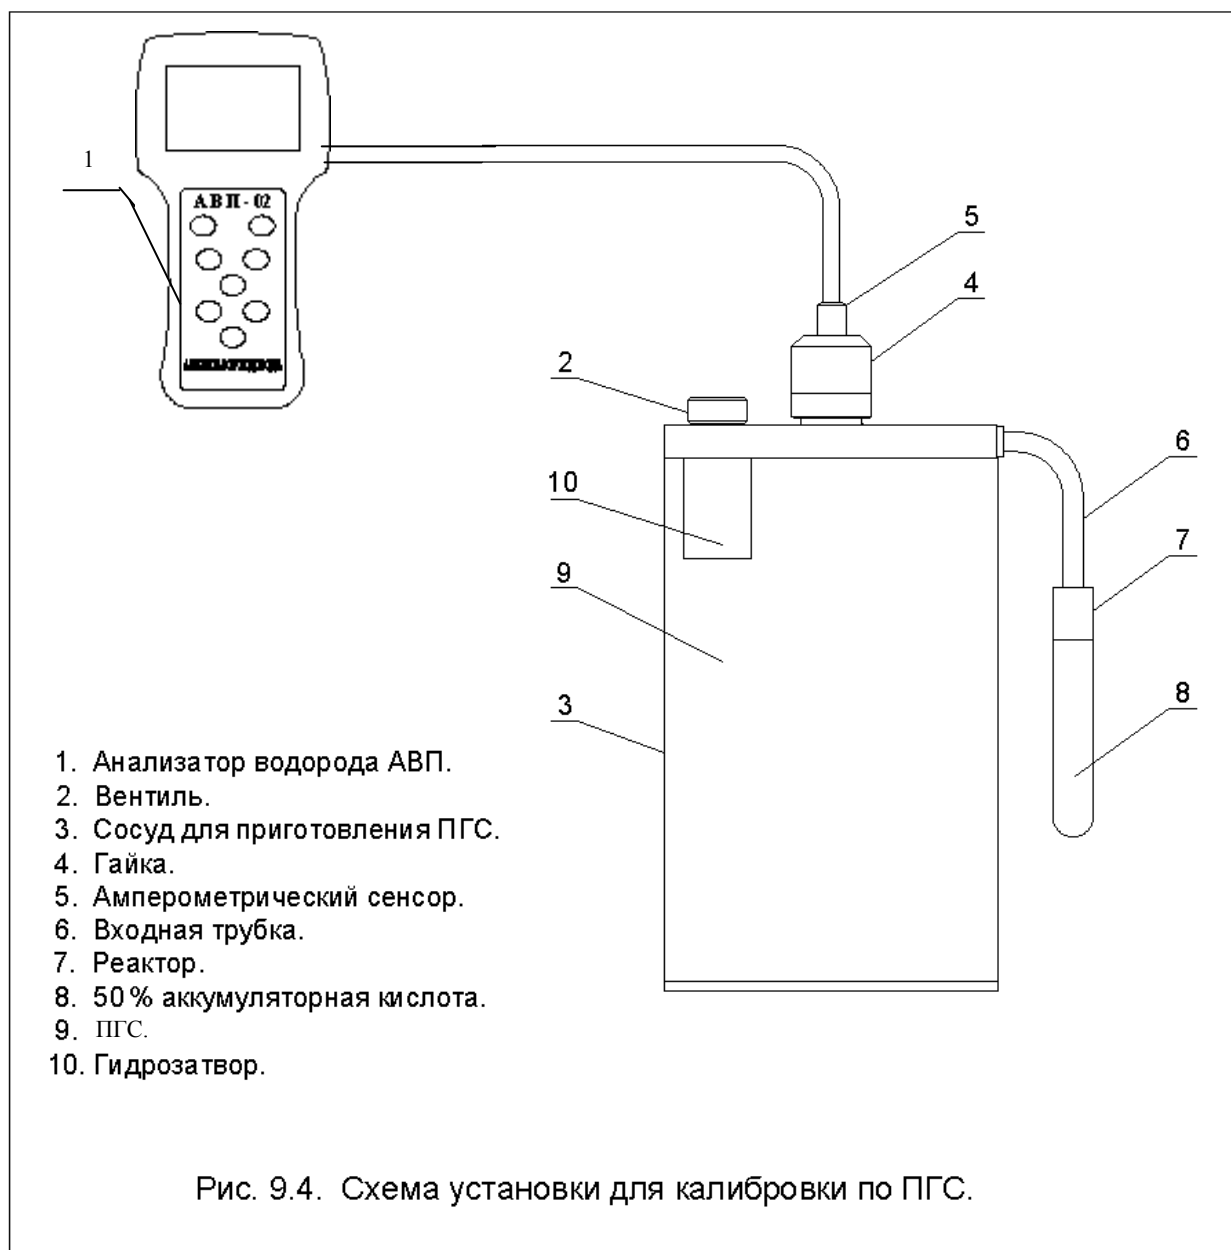 1
АВП-02
5
4
2
6
10
7
9
3
8
1. Анализатор водорода АВП.
2. Вентиль.
3. Сосуд для приготовления ПГС.
4. Гайка.
5. Амперометрический сенсор.
6. Входная трубка.
7. Реактор.
8. 50% аккумуляторная кислота.
9. ПГС.
10. Гидрозатвор.
Рис. 9.4. Схема установки для калибровки по ПГС.